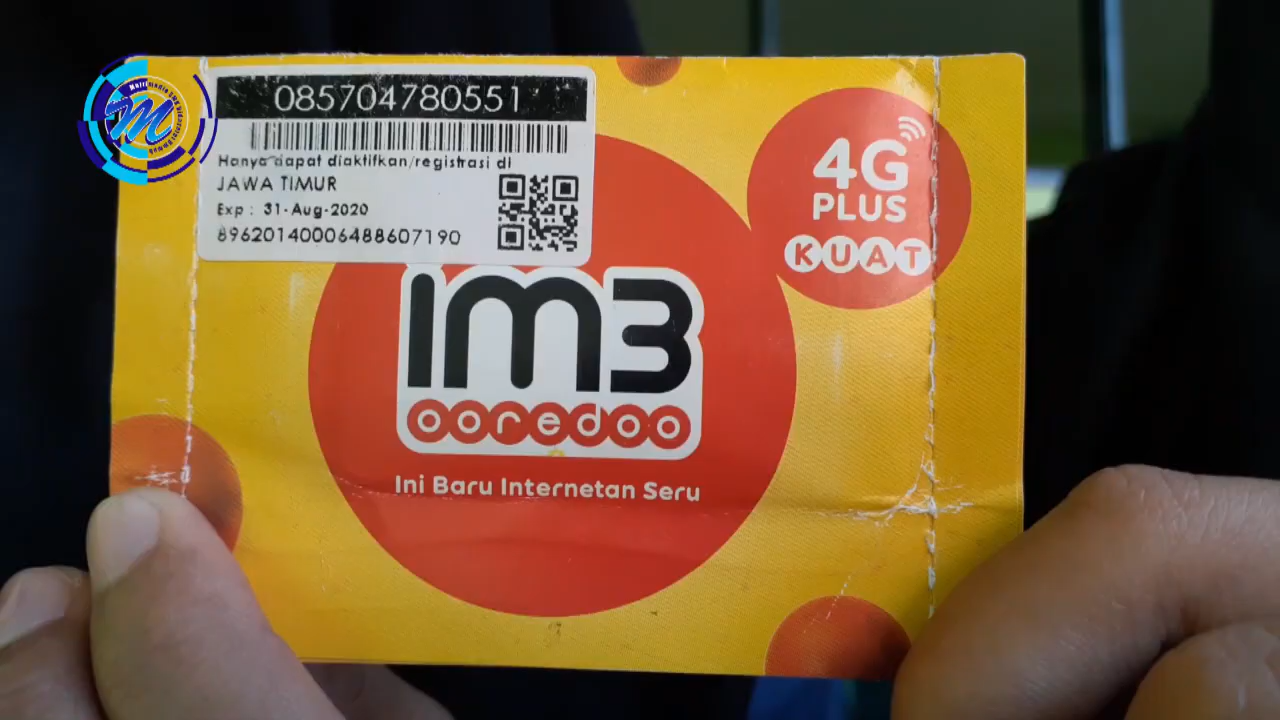 085704780551
Hanya dapat diaktifkan/registrasi di
JAWA TIMUR
Exp : 31-Aug-2020
89620140006488607190
4G
PLUS
KUAT
IM3
ooredoo
Ini Baru Internetan Seru
M